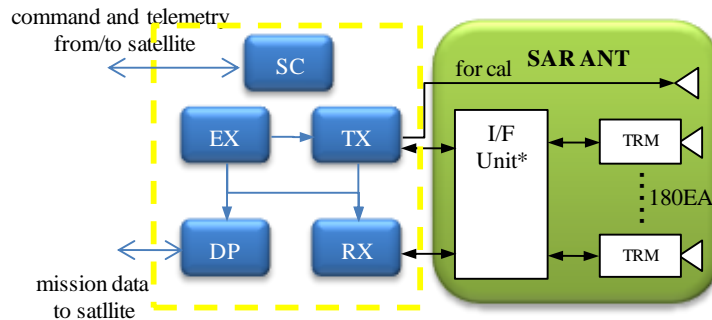 command and telemetry
from/to satellite
SC
for cal
SAR ANT
EX
TX
I/F
Unit*
TRM
180EA
DP
RX
TRM
mission data
to satllite